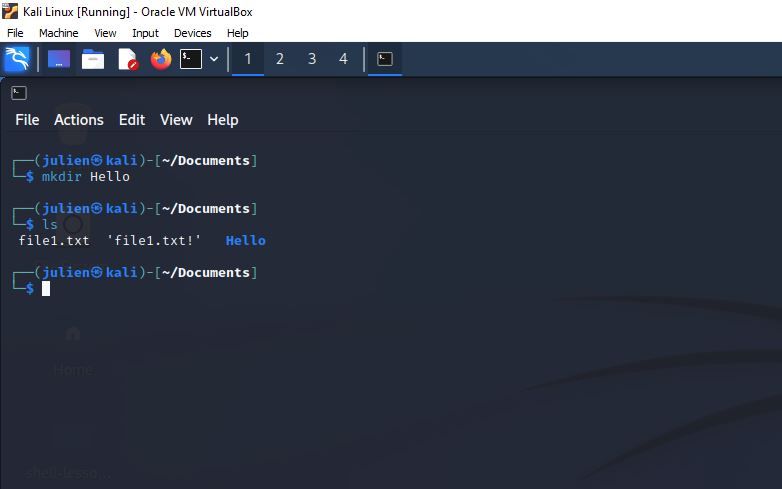 Kali Linux [Running] - Oracle VM VirtualBox
File Machine View Input Devices Help
1 2 3 4
File Actions Edit View Help
┌──(julien㉿kali)-[~/Documents]
└─$ mkdir Hello
┌──(julien㉿kali)-[~/Documents]
└─$ ls
file1.txt 'file1.txt!' Hello
┌──(julien㉿kali)-[~/Documents]
└─$
Home
shell-lesso...